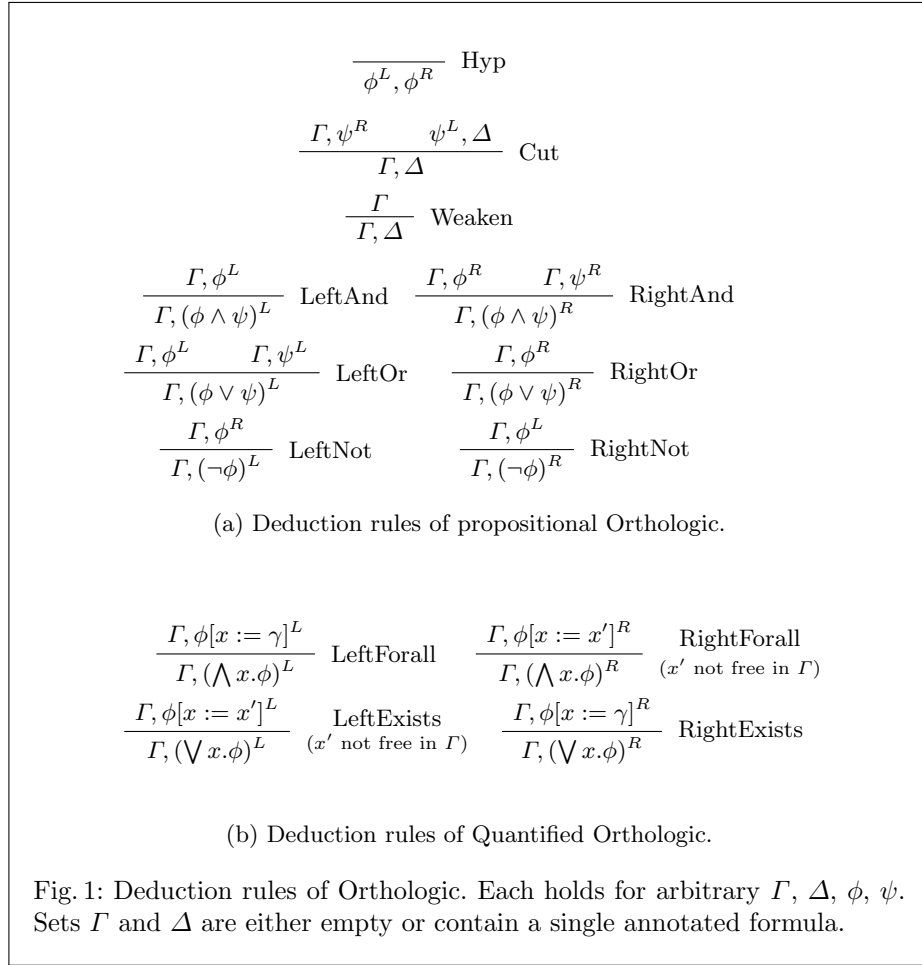 Hyp
ϕ^L, ϕ^R
Γ, ψ^R    ψ^L, Δ
Cut
Γ, Δ
Γ
Weaken
Γ, Δ
Γ, ϕ^L    Γ, ϕ^R    Γ, ψ^R
LeftAnd    RightAnd
Γ, (ϕ ∧ ψ)^L    Γ, (ϕ ∧ ψ)^R
Γ, ϕ^L    Γ, ψ^L    Γ, ϕ^R
LeftOr    RightOr
Γ, (ϕ ∨ ψ)^L    Γ, (ϕ ∨ ψ)^R
Γ, ϕ^R    Γ, ϕ^L
LeftNot    RightNot
Γ, (¬ϕ)^L    Γ, (¬ϕ)^R
(a) Deduction rules of propositional Orthologic.
Γ, ϕ[x := γ]^L    Γ, ϕ[x := x′]^R    RightForall
LeftForall
Γ, (⋀ x.ϕ)^L    Γ, (⋀ x.ϕ)^R    (x′ not free in Γ)
Γ, ϕ[x := x′]^L    LeftExists    Γ, ϕ[x := γ]^R
RightExists
Γ, (⋁ x.ϕ)^L    (x′ not free in Γ)    Γ, (⋁ x.ϕ)^R
(b) Deduction rules of Quantified Orthologic.
Fig. 1: Deduction rules of Orthologic. Each holds for arbitrary Γ, Δ, ϕ, ψ.
Sets Γ and Δ are either empty or contain a single annotated formula.